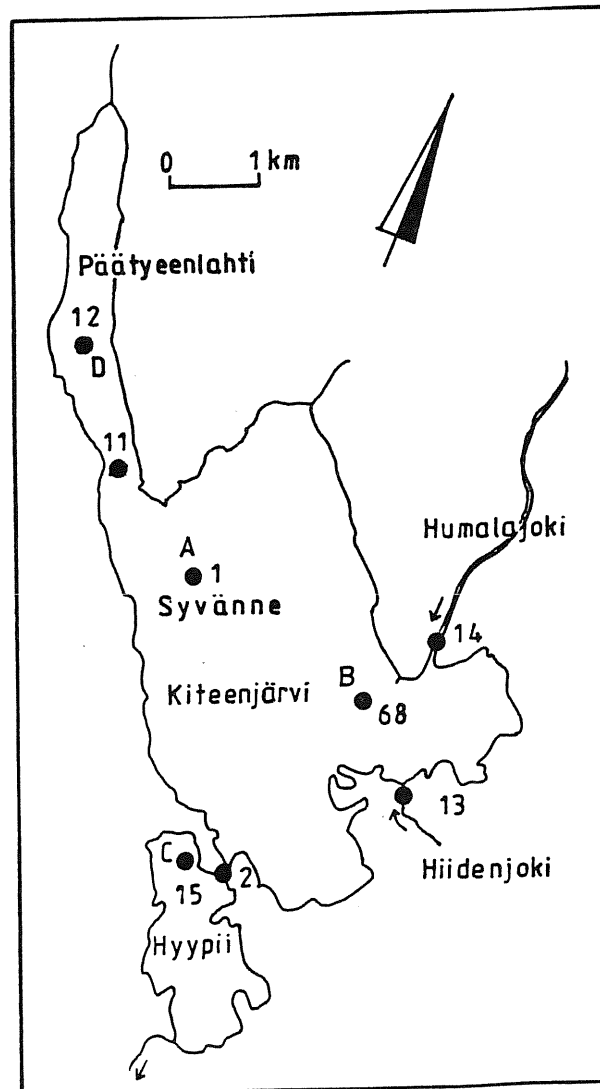 0 1 km
Päätyeenlahti
12
D
11
Humalajoki
A
1
Syvänne
14
Kiteenjärvi
B
68
13
C
2
15
Hiidenjoki
Hyypii